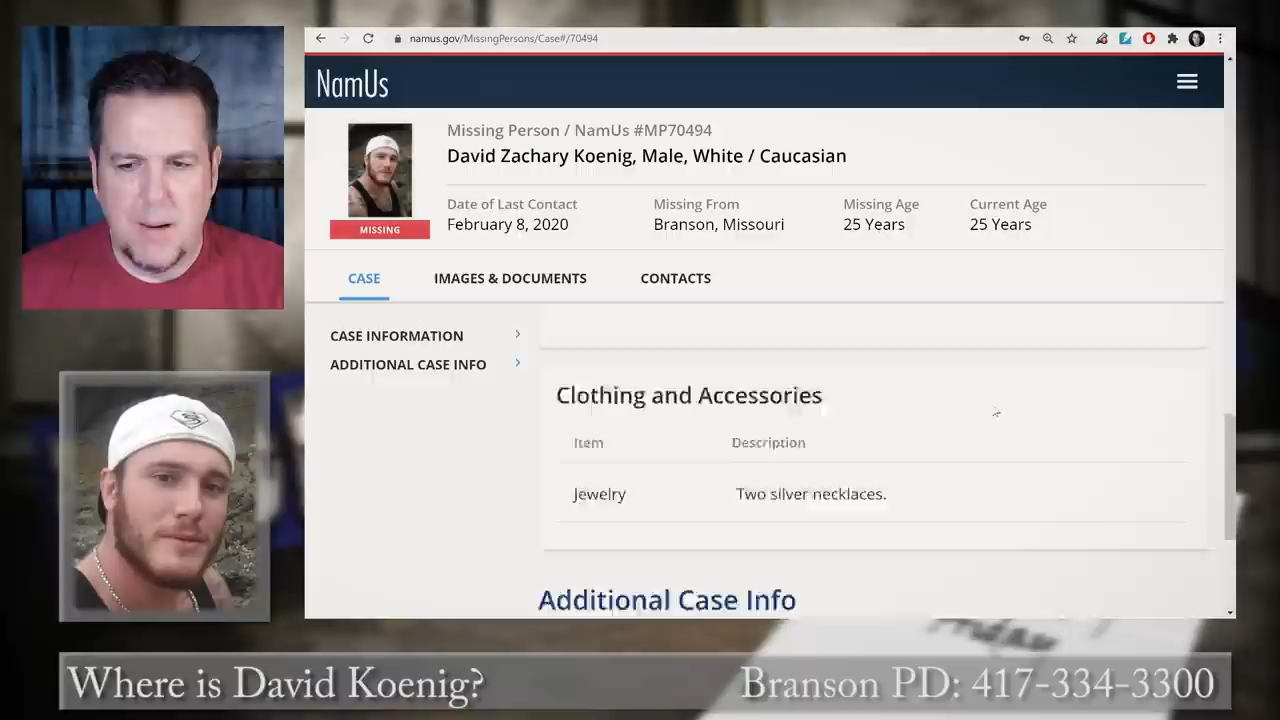 namus.gov/MissingPersons/Case#/70494
NamUs
Missing Person / NamUs #MP70494
David Zachary Koenig, Male, White / Caucasian
MISSING
Date of Last Contact Missing From Missing Age Current Age
February 8, 2020 Branson, Missouri 25 Years 25 Years
CASE IMAGES & DOCUMENTS CONTACTS
CASE INFORMATION
ADDITIONAL CASE INFO
Clothing and Accessories
Item Description
Jewelry Two silver necklaces.
Additional Case Info
Where is David Koenig? Branson PD: 417-334-3300